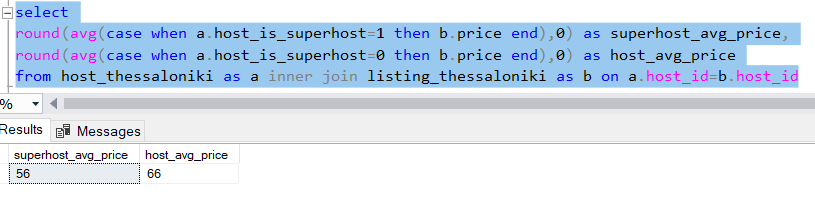 select
round(avg(case when a.host_is_superhost=1 then b.price end),0) as superhost_avg_price,
round(avg(case when a.host_is_superhost=0 then b.price end),0) as host_avg_price
from host_thessaloniki as a inner join listing_thessaloniki as b on a.host_id=b.host_id
%
Results Messages
superhost_avg_price host_avg_price
56 66